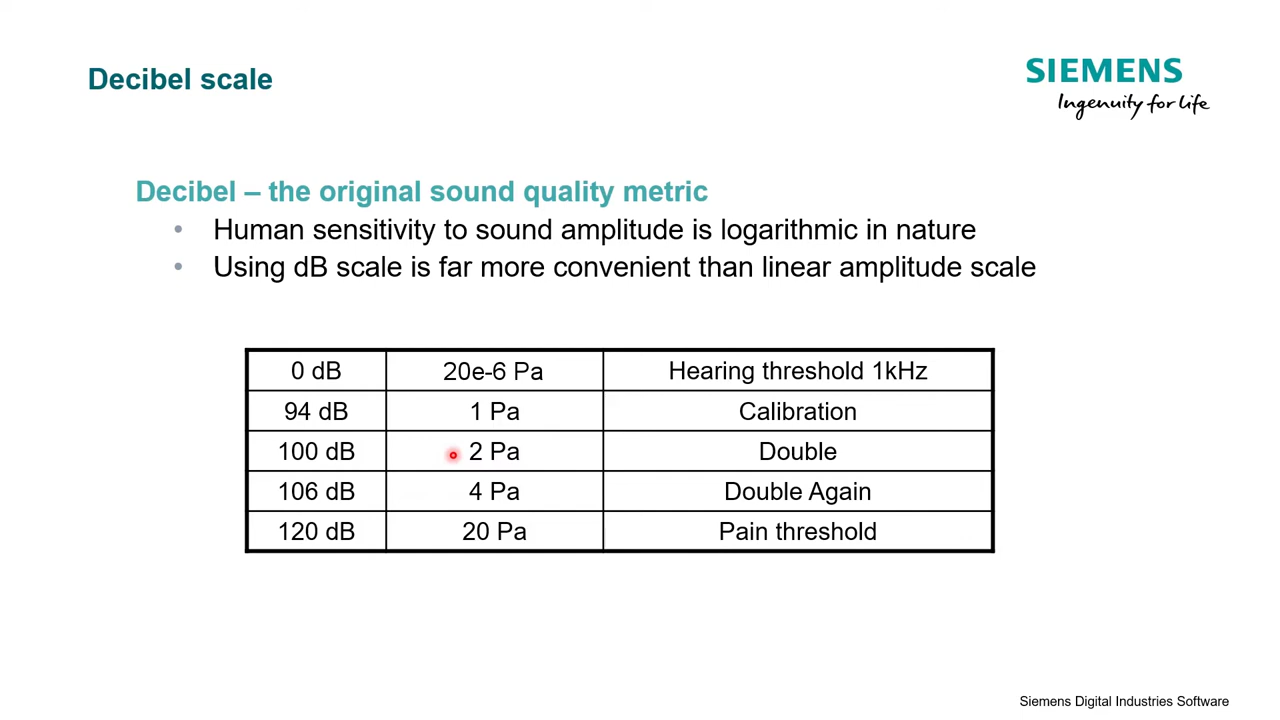 Decibel scale
SIEMENS
Ingenuity for life
Decibel – the original sound quality metric
• Human sensitivity to sound amplitude is logarithmic in nature
• Using dB scale is far more convenient than linear amplitude scale
0 dB 20e-6 Pa Hearing threshold 1kHz
94 dB 1 Pa Calibration
100 dB 2 Pa Double
106 dB 4 Pa Double Again
120 dB 20 Pa Pain threshold
Siemens Digital Industries Software